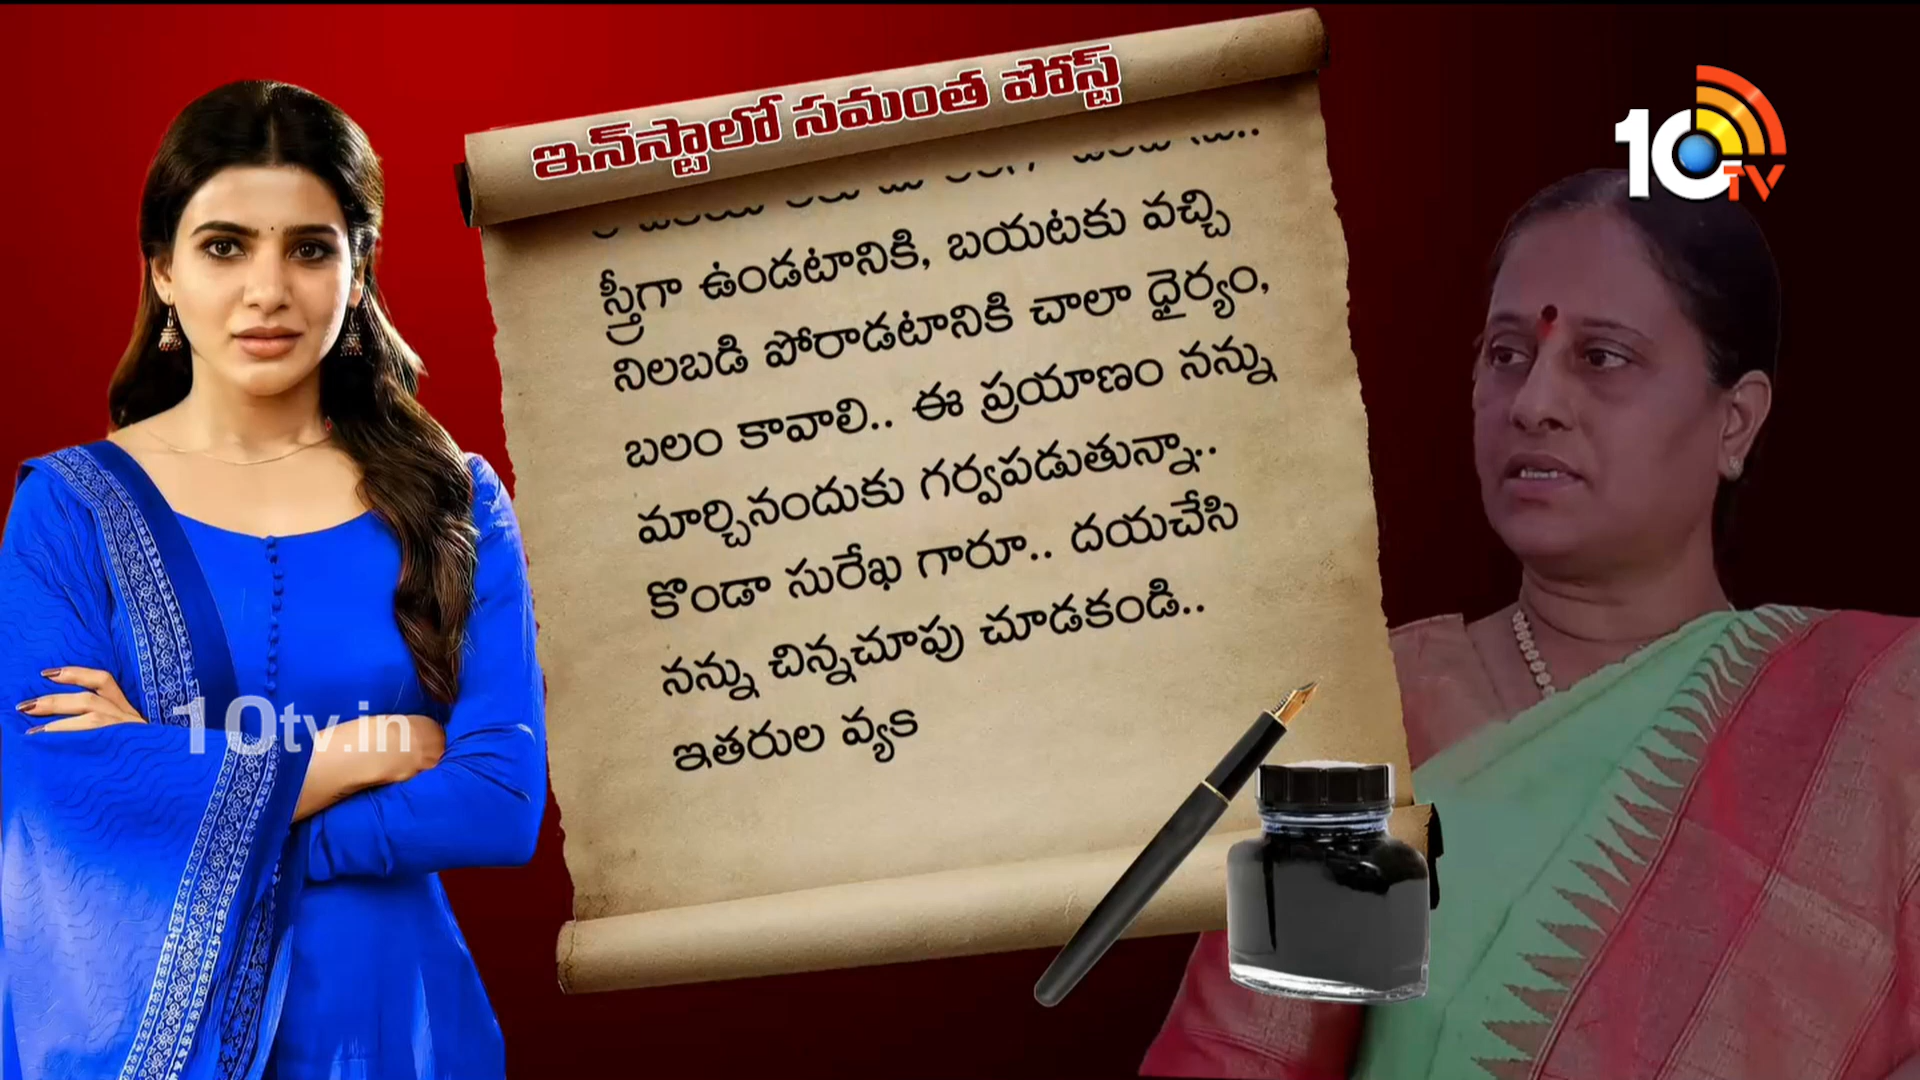 ఇన్‌స్టాలో సమంత పోస్ట్
స్త్రీగా ఉండటానికి, బయటకు వచ్చి
నిలబడి పోరాడటానికి చాలా ధైర్యం,
బలం కావాలి.. ఈ ప్రయాణం నన్ను
మార్చినందుకు గర్వపడుతున్నా..
కొండా సురేఖ గారూ.. దయచేసి
నన్ను చిన్నచూపు చూడకండి..
ఇతరుల వ్యక
10TV
10tv.in